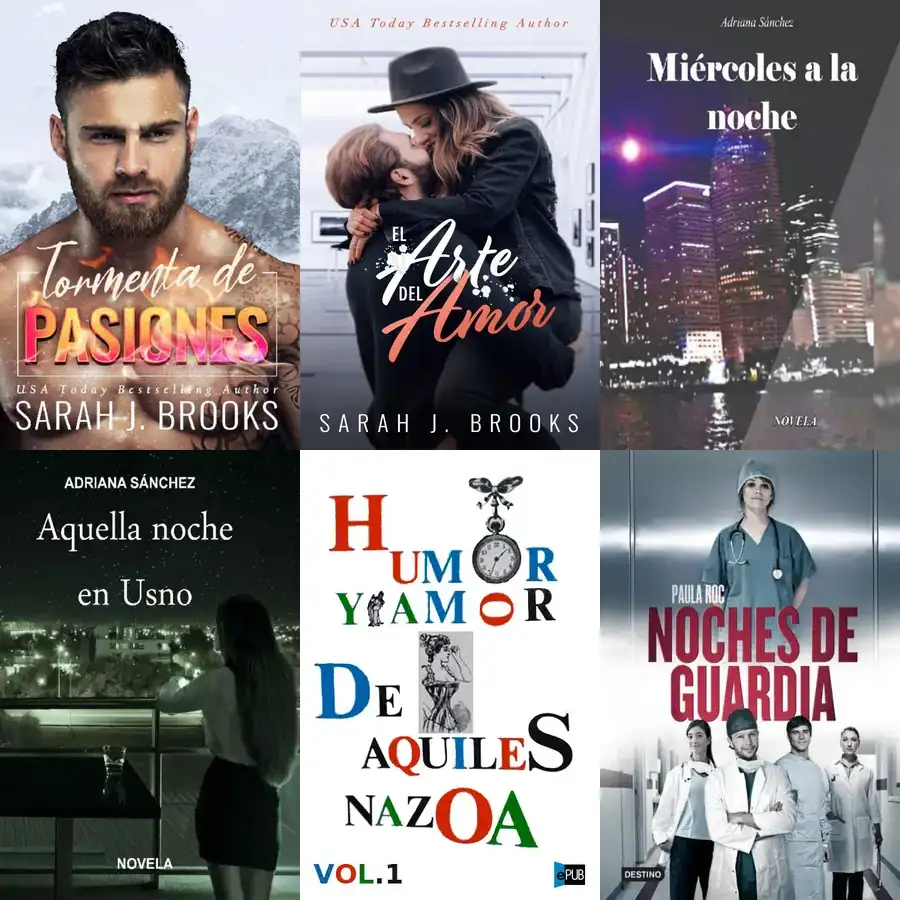 Tormenta de
PASIONES
USA Today Bestselling Author
SARAH J. BROOKS
USA Today Bestselling Author
EL
Arte
DEL
Amor
SARAH J. BROOKS
Adriana Sánchez
Miércoles a la
noche
NOVELA
ADRIANA SÁNCHEZ
Aquella noche
en Usno
NOVELA
HUMOR
Y AMOR
DE
AQUILES
NAZOA
VOL.1
ePUB
PAULA ROC
NOCHES DE
GUARDIA
DESTINO